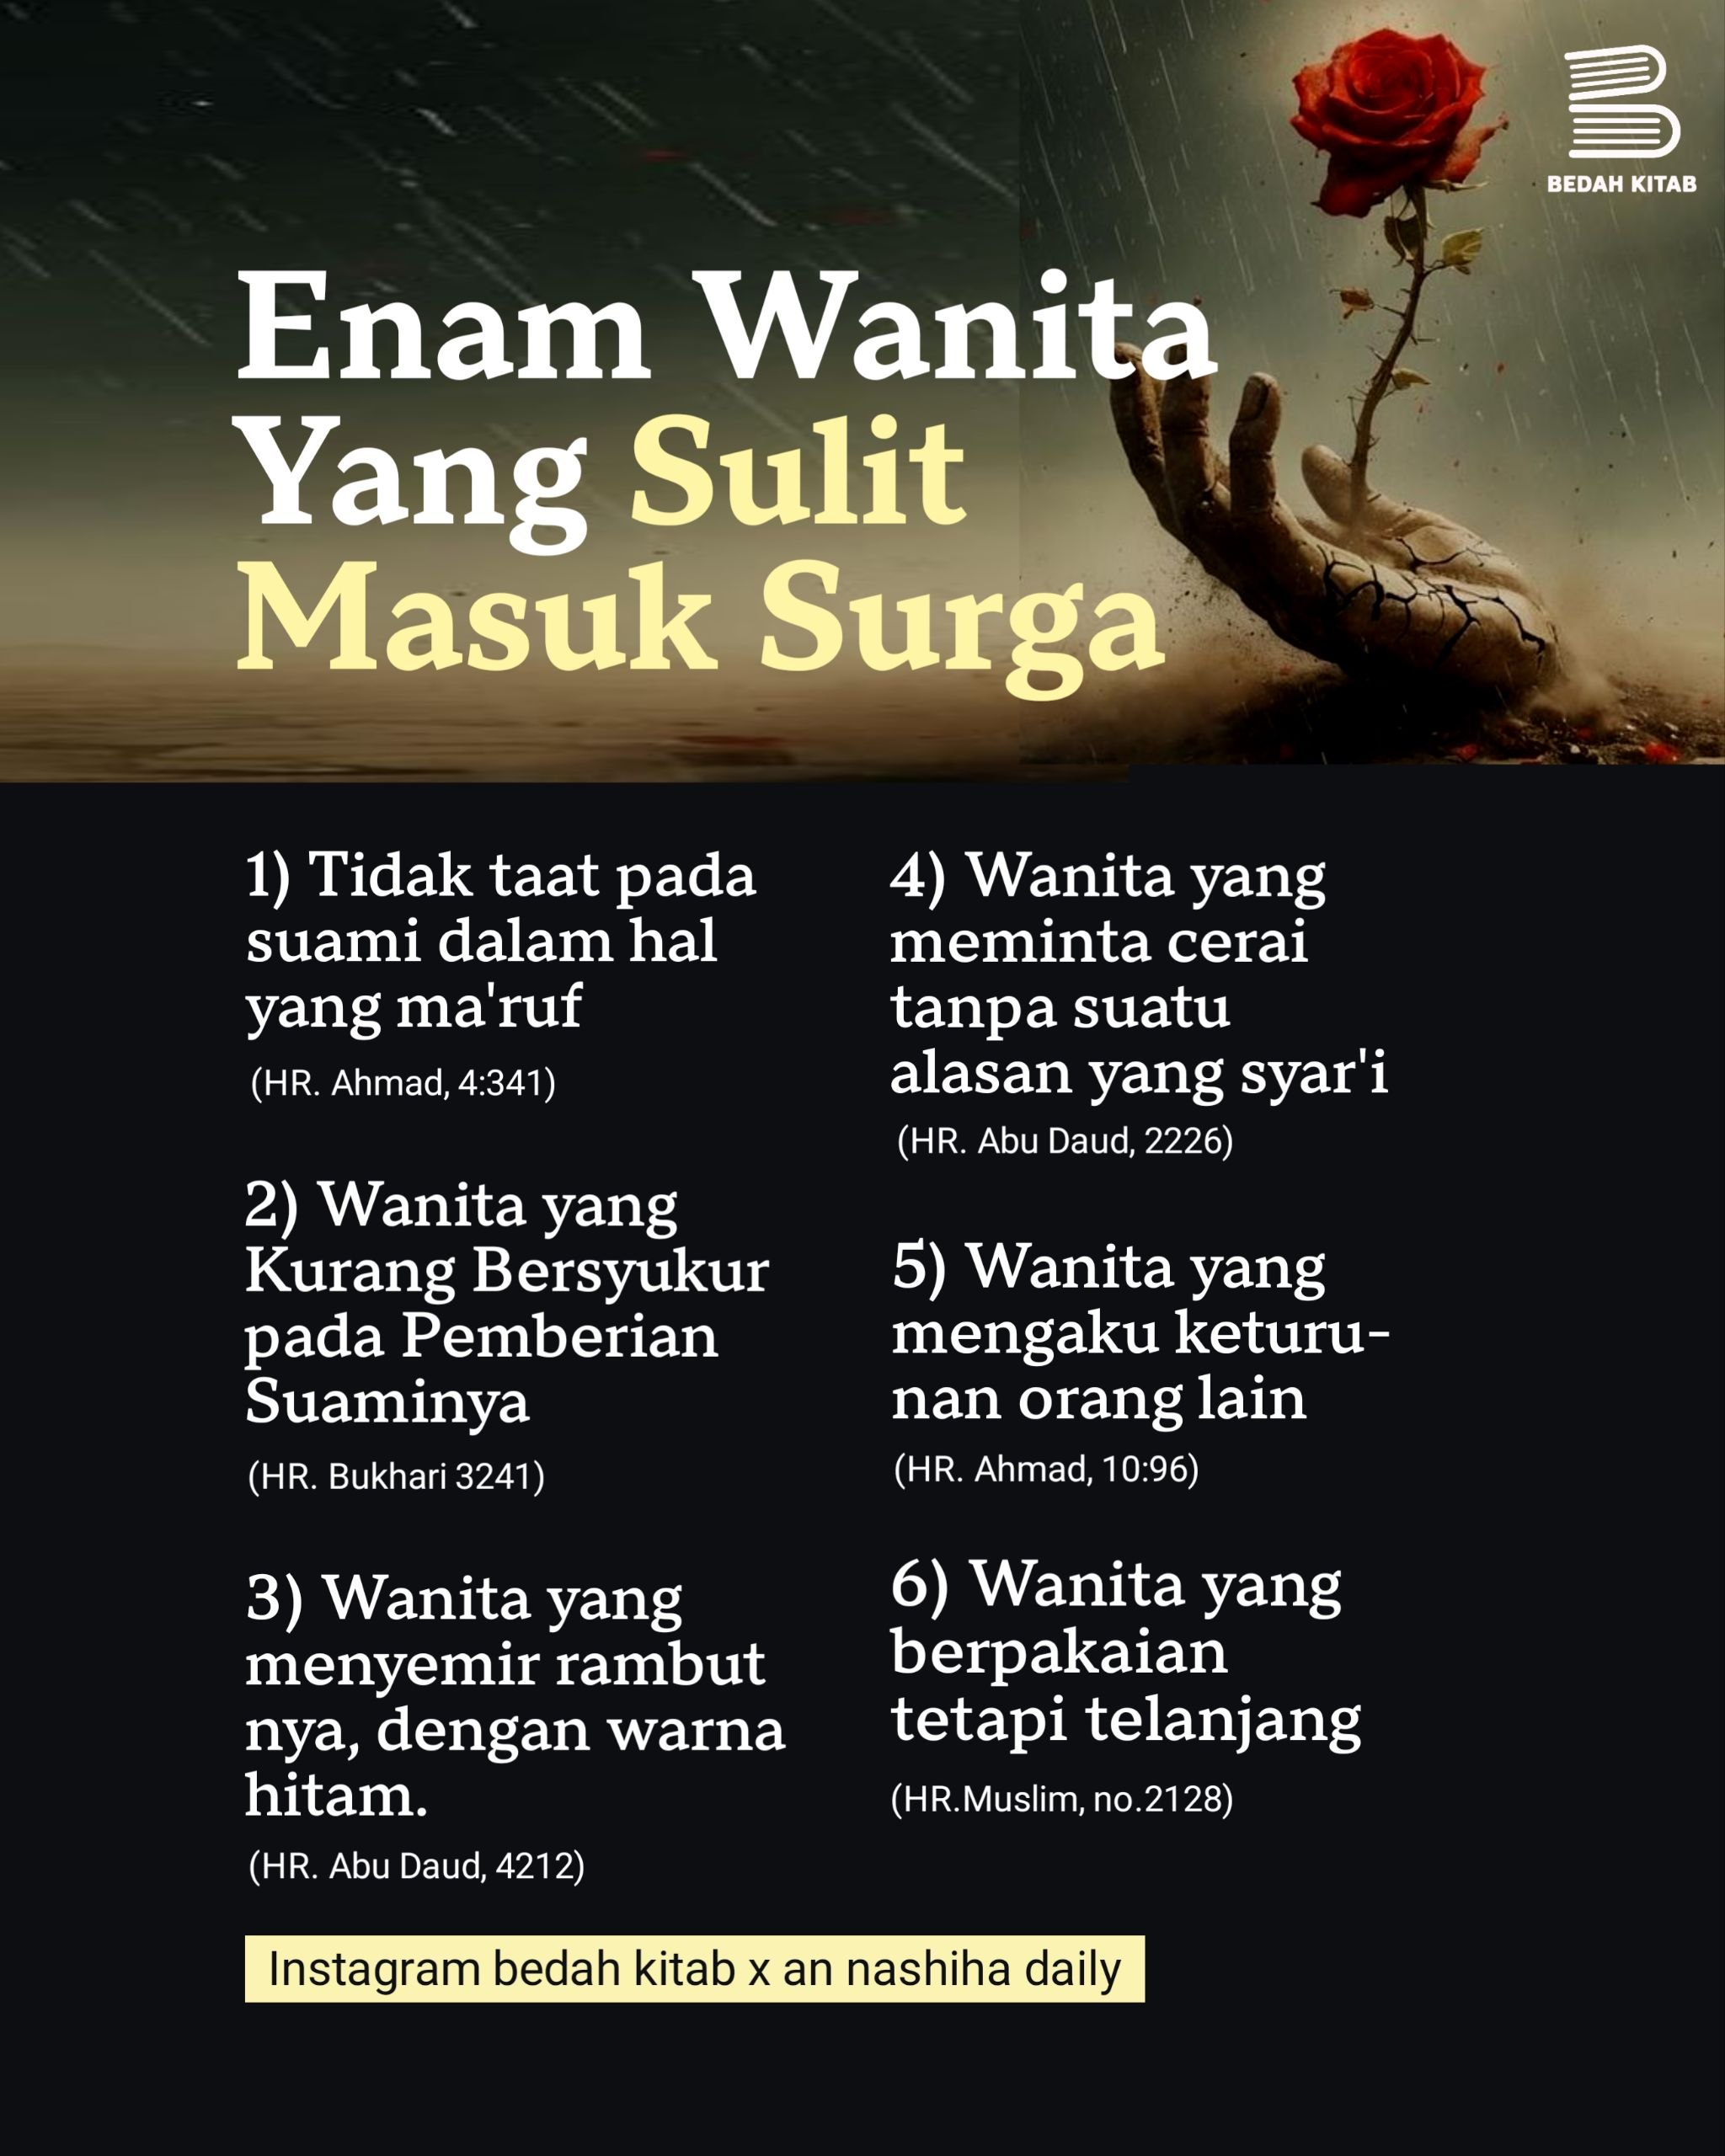 BEDAH KITAB
Enam Wanita
Yang Sulit
Masuk Surga
1) Tidak taat pada
suami dalam hal
yang ma'ruf
(HR. Ahmad, 4:341)
2) Wanita yang
Kurang Bersyukur
pada Pemberian
Suaminya
(HR. Bukhari 3241)
3) Wanita yang
menyemir rambut
nya, dengan warna
hitam.
(HR. Abu Daud, 4212)
4) Wanita yang
meminta cerai
tanpa suatu
alasan yang syar'i
(HR. Abu Daud, 2226)
5) Wanita yang
mengaku keturu-
nan orang lain
(HR. Ahmad, 10:96)
6) Wanita yang
berpakaian
tetapi telanjang
(HR.Muslim, no.2128)
Instagram bedah kitab x an nashiha daily